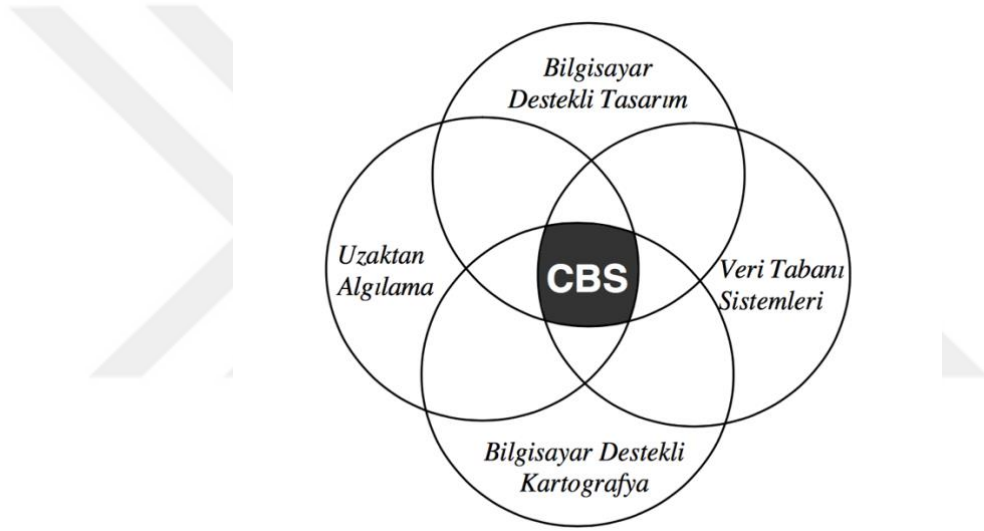 Bilgisayar
Destekli Tasarım
Uzaktan
Algılama
CBS
Veri Tabanı
Sistemleri
Bilgisayar Destekli
Kartografya